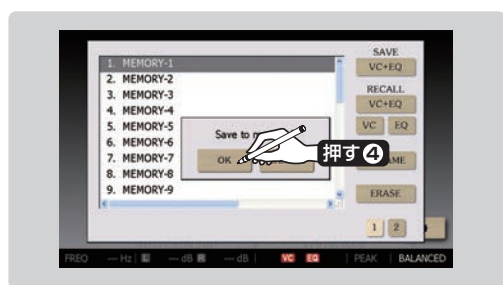 SAVE
1. MEMORY-1
VC+EQ
2. MEMORY-2
3. MEMORY-3
RECALL
4. MEMORY-4
VC+EQ
5. MEMORY-5
VC EQ
6. MEMORY-6
Save to
7. MEMORY-7
OK
押す❹
8. MEMORY-8
9. MEMORY-9
ERASE
1 2
FREQ --- Hz L --- dB R --- dB VC EQ PEAK BALANCED